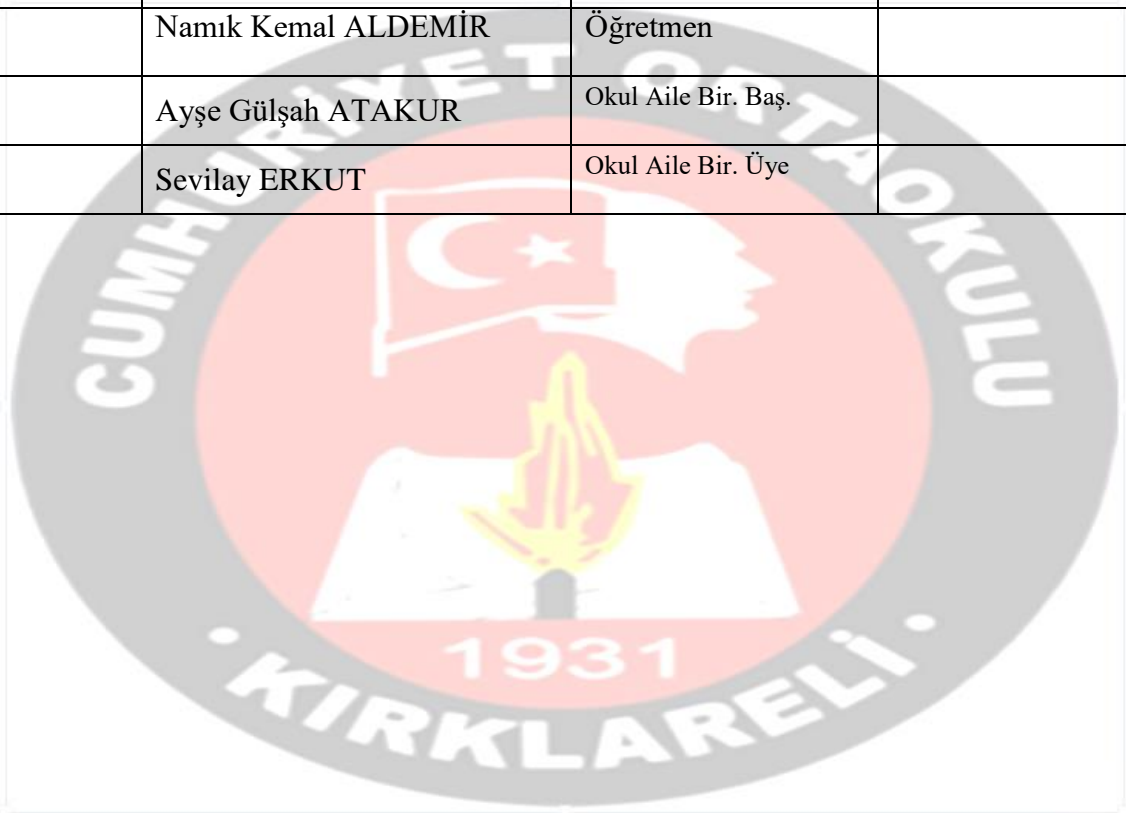 Namık Kemal ALDEMİR Öğretmen
Ayşe Gülşah ATAKUR Okul Aile Bir. Baş.
Sevilay ERKUT Okul Aile Bir. Üye
CUMHURİYET ORTAOKULU
1931
• KIRKLARELİ •